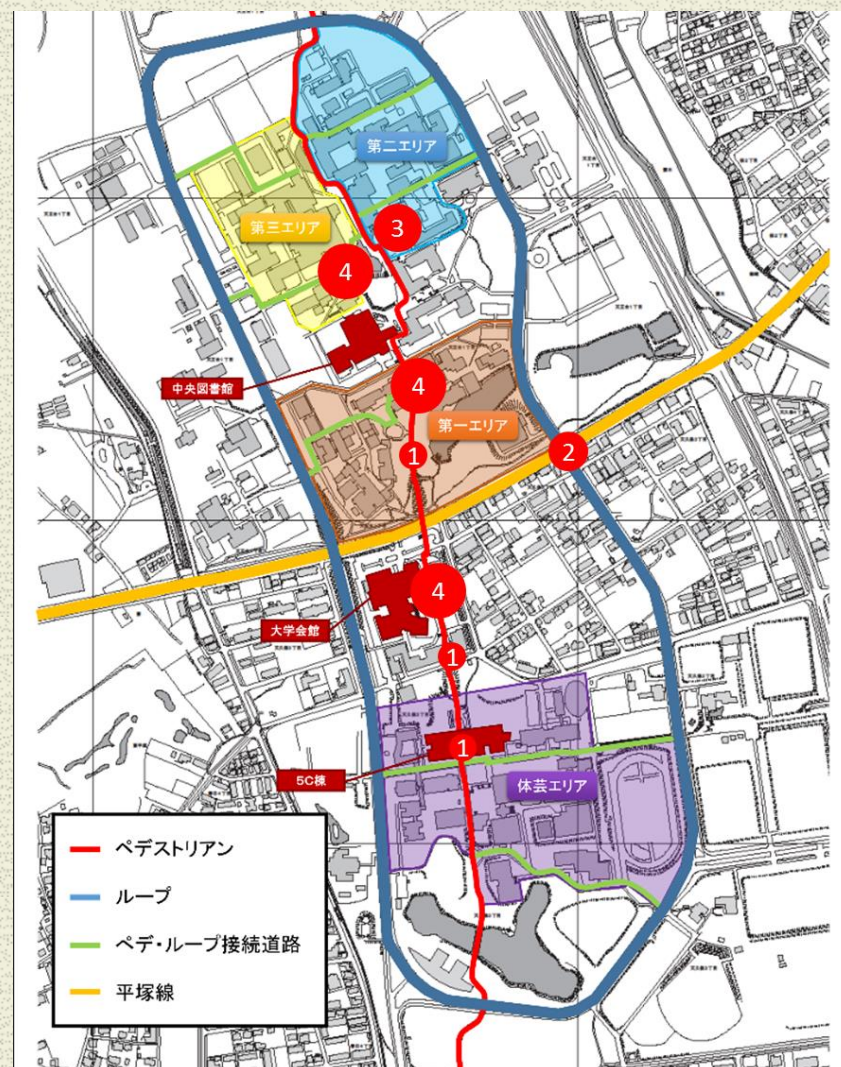 第二エリア
第三エリア
3
4
中央図書館
4
第一エリア
1
2
4
大学会館
1
1
5C棟
体芸エリア
ペデストリアン
ループ
ペデ・ループ接続道路
平塚線